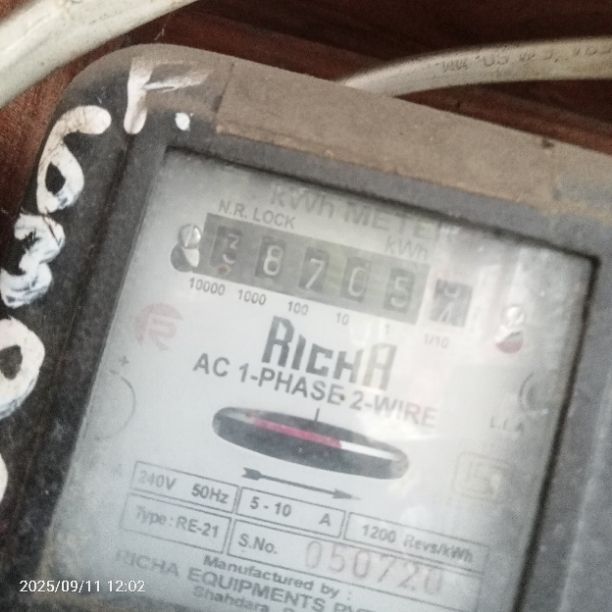 F.
6030
kWh METER
N.R. LOCK
kWh
38705
10000 1000 100 10 1 1/10
RICHA
AC 1-PHASE 2-WIRE
240V 50Hz 5 - 10 A 1200 Revs/kWh
Type : RE-21 S.No. 050720
Manufactured by :
RICHA EQUIPMENTS
Shahdara
2025/09/11 12:02